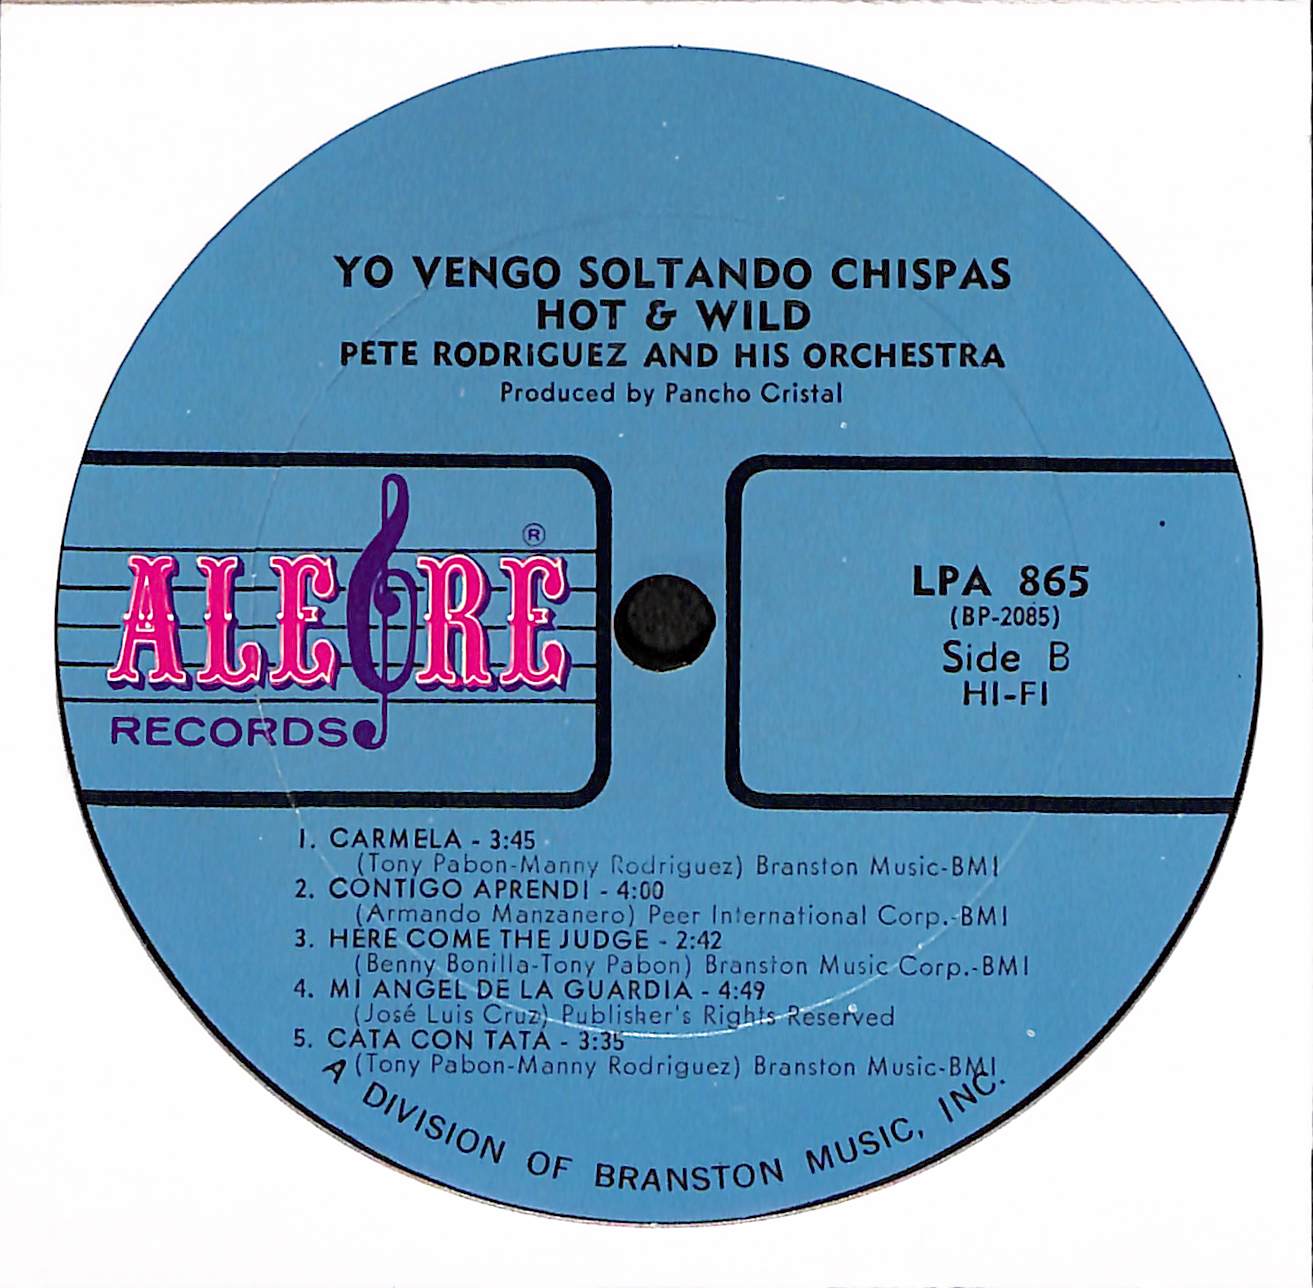 YO VENGO SOLTANDO CHISPAS
HOT & WILD
PETE RODRIGUEZ AND HIS ORCHESTRA
Produced by Pancho Cristal
ALEGRE ®
RECORDS
LPA 865
(BP-2085)
Side B
HI-FI
1. CARMELA - 3:45
(Tony Pabon-Manny Rodriguez) Branston Music-BMI
2. CONTIGO APRENDI - 4:00
(Armando Manzanero) Peer International Corp.-BMI
3. HERE COME THE JUDGE - 2:42
(Benny Bonilla-Tony Pabon) Branston Music Corp.-BMI
4. MI ANGEL DE LA GUARDIA - 4:49
(José Luis Cruz) Publisher's Rights Reserved
5. CATA CON TATA - 3:35
(Tony Pabon-Manny Rodriguez) Branston Music-BMI
A DIVISION OF BRANSTON MUSIC, INC.